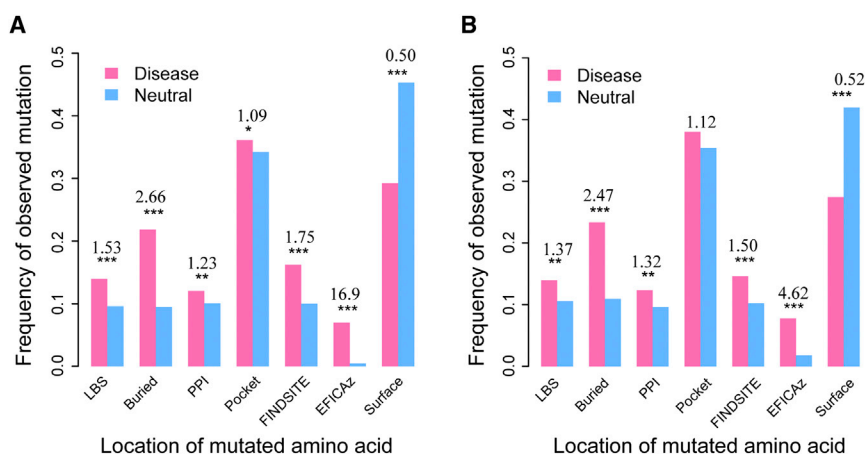 A
Frequency of observed mutation
0.0
0.1
0.2
0.3
0.4
0.5
Disease
Neutral
1.53
***
2.66
***
1.23
**
1.09
*
1.75
***
16.9
***
0.50
***
LBS
Buried
PPI
Pocket
FINDSITE
EFICAz
Surface
Location of mutated amino acid
B
Frequency of observed mutation
0.0
0.1
0.2
0.3
0.4
0.5
Disease
Neutral
1.37
**
2.47
***
1.32
**
1.12
1.50
***
4.62
***
0.52
***
LBS
Buried
PPI
Pocket
FINDSITE
EFICAz
Surface
Location of mutated amino acid